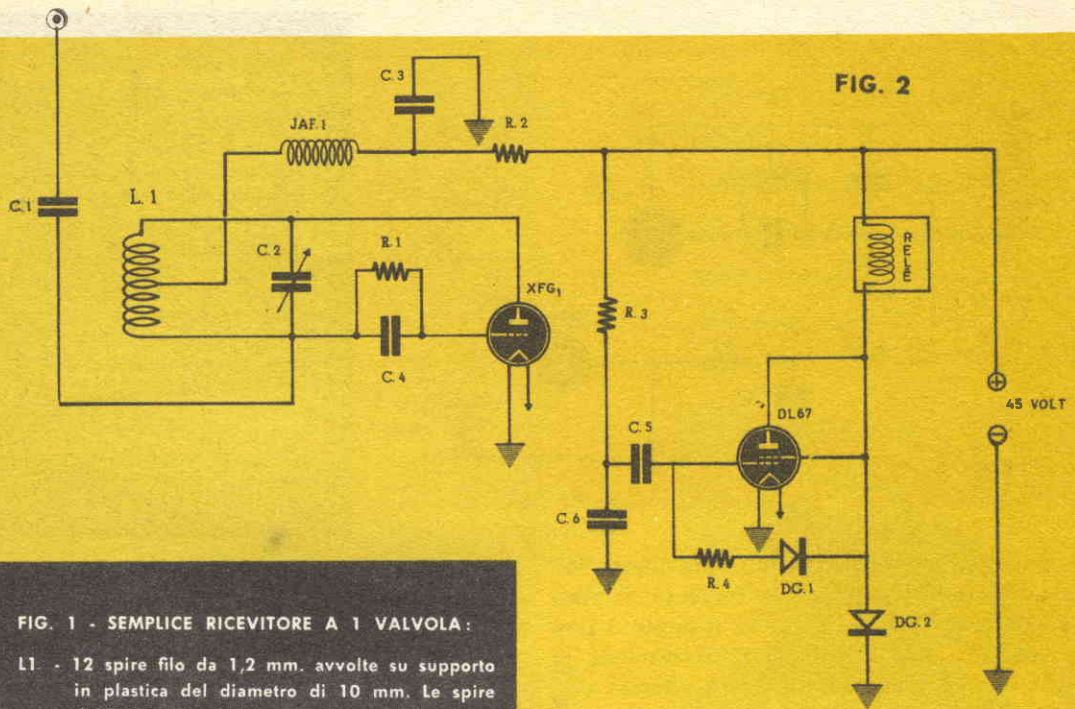 FIG. 2
C.3
JAF.1
R.2
C.1
L.1
C.2
R.1
XFG1
C.4
R.3
RELÈ
45 VOLT
DL67
C.5
C.6
R.4
DG.1
DG.2
FIG. 1 - SEMPLICE RICEVITORE A 1 VALVOLA:
L1 - 12 spire filo da 1,2 mm. avvolte su supporto
in plastica del diametro di 10 mm. Le spire